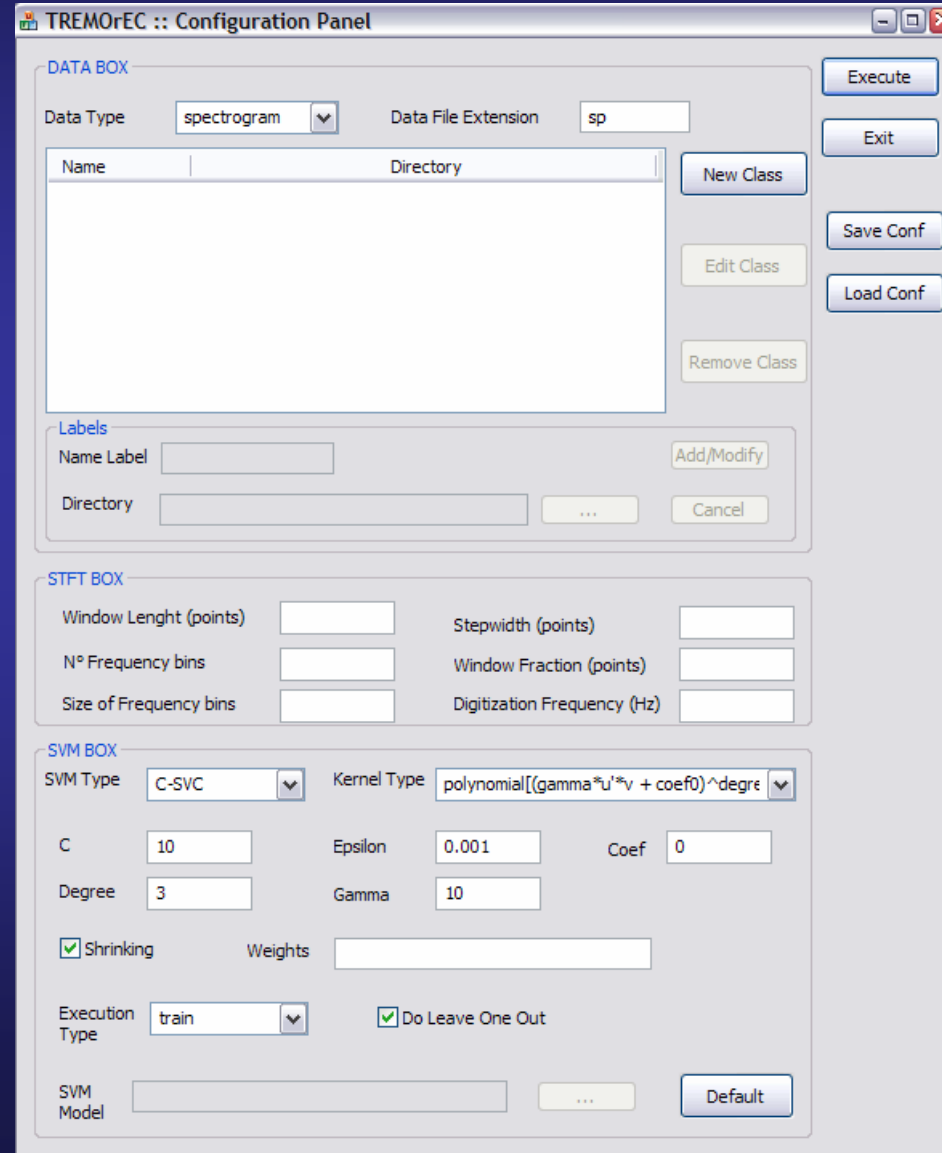 TREMOrEC :: Configuration Panel
DATA BOX
Execute
Data Type spectrogram Data File Extension sp
Exit
Name Directory
New Class
Save Conf
Edit Class
Load Conf
Remove Class
Labels
Name Label Add/Modify
Directory ... Cancel
STFT BOX
Window Lenght (points) Stepwidth (points)
Nº Frequency bins Window Fraction (points)
Size of Frequency bins Digitization Frequency (Hz)
SVM BOX
SVM Type C-SVC Kernel Type polynomial[(gamma*u'*v + coef0)^degre
C 10 Epsilon 0.001 Coef 0
Degree 3 Gamma 10
Shrinking Weights
Execution
Type
train Do Leave One Out
SVM
Model
... Default